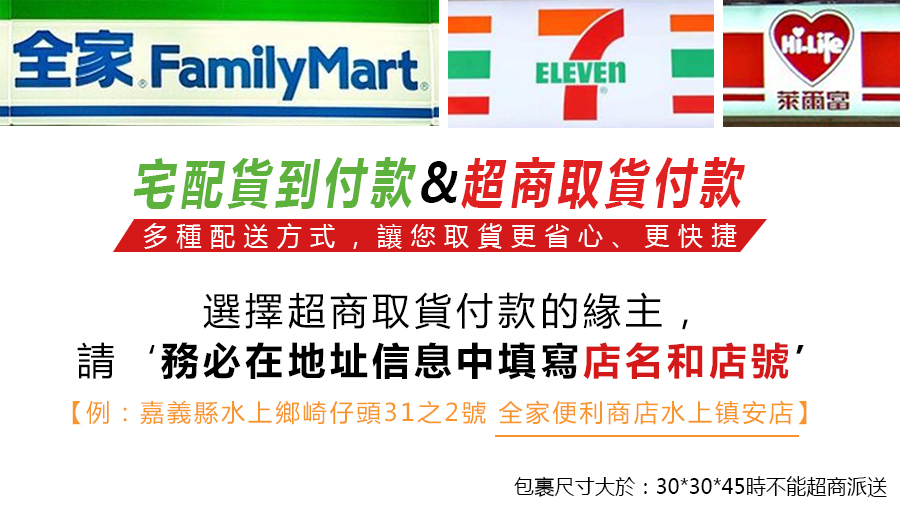 全家 FamilyMart
7 ELEVEn
Hi-Life
萊爾富
宅配貨到付款&超商取貨付款
多種配送方式，讓您取貨更省心、更快捷
選擇超商取貨付款的緣主，
請‘務必在地址信息中填寫店名和店號’
【例：嘉義縣水上鄉崎仔頭31之2號 全家便利商店水上镇安店】
包裹尺寸大於：30*30*45時不能超商派送